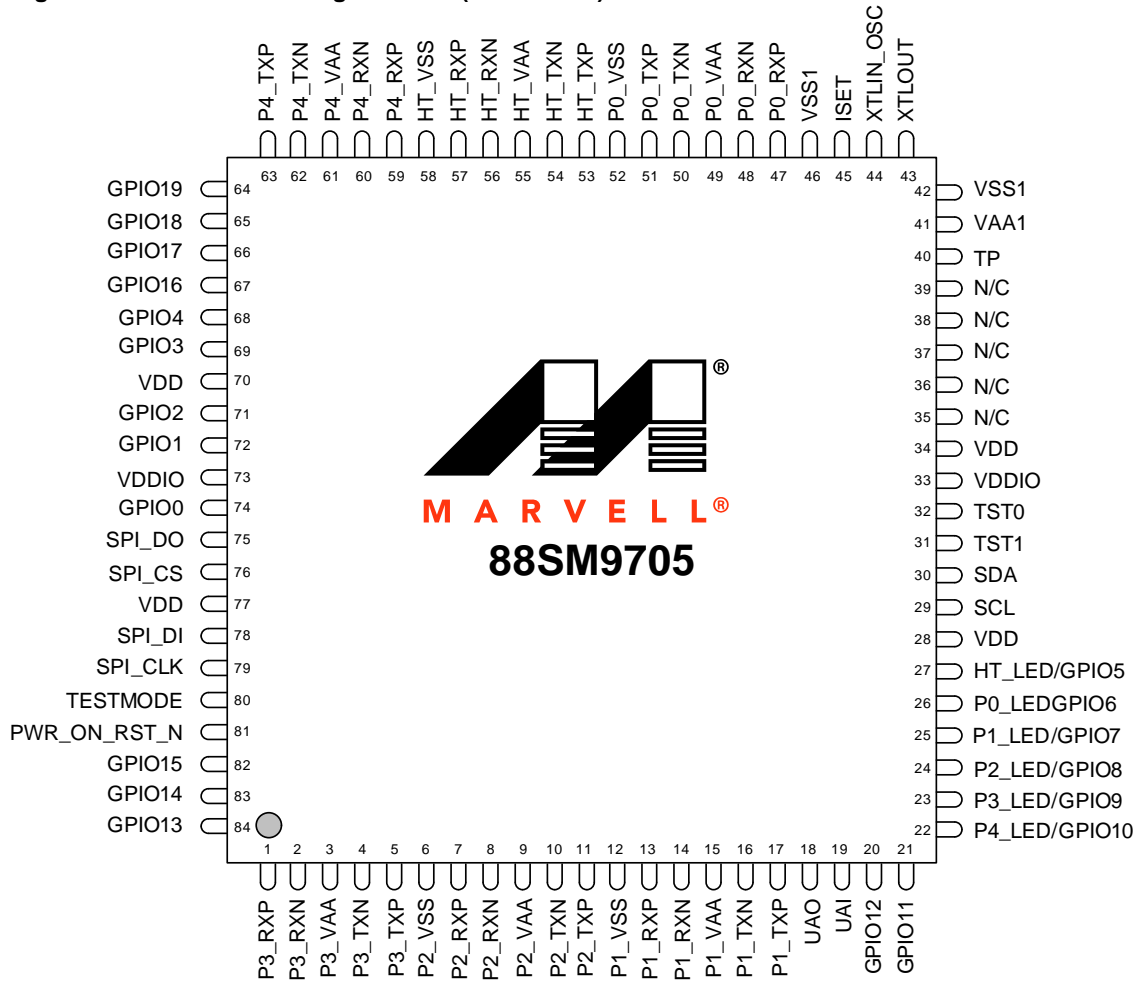 P4_TXP
P4_TXN
P4_VAA
P4_RXN
P4_RXP
HT_VSS
HT_RXP
HT_RXN
HT_VAA
HT_TXN
HT_TXP
P0_VSS
P0_TXP
P0_TXN
P0_VAA
P0_RXN
P0_RXP
VSS1
ISET
XTLIN_OSC
XTLOUT
63 62 61 60 59 58 57 56 55 54 53 52 51 50 49 48 47 46 45 44 43
GPIO19 64
GPIO18 65
GPIO17 66
GPIO16 67
GPIO4 68
GPIO3 69
VDD 70
GPIO2 71
GPIO1 72
VDDIO 73
GPIO0 74
SPI_DO 75
SPI_CS 76
VDD 77
SPI_DI 78
SPI_CLK 79
TESTMODE 80
PWR_ON_RST_N 81
GPIO15 82
GPIO14 83
GPIO13 84
®
MARVELL®
88SM9705
42 VSS1
41 VAA1
40 TP
39 N/C
38 N/C
37 N/C
36 N/C
35 N/C
34 VDD
33 VDDIO
32 TST0
31 TST1
30 SDA
29 SCL
28 VDD
27 HT_LED/GPIO5
26 P0_LEDGPIO6
25 P1_LED/GPIO7
24 P2_LED/GPIO8
23 P3_LED/GPIO9
22 P4_LED/GPIO10
1 2 3 4 5 6 7 8 9 10 11 12 13 14 15 16 17 18 19 20 21
P3_RXP
P3_RXN
P3_VAA
P3_TXN
P3_TXP
P2_VSS
P2_RXP
P2_RXN
P2_VAA
P2_TXN
P2_TXP
P1_VSS
P1_RXP
P1_RXN
P1_VAA
P1_TXN
P1_TXP
UAO
UAI
GPIO12
GPIO11